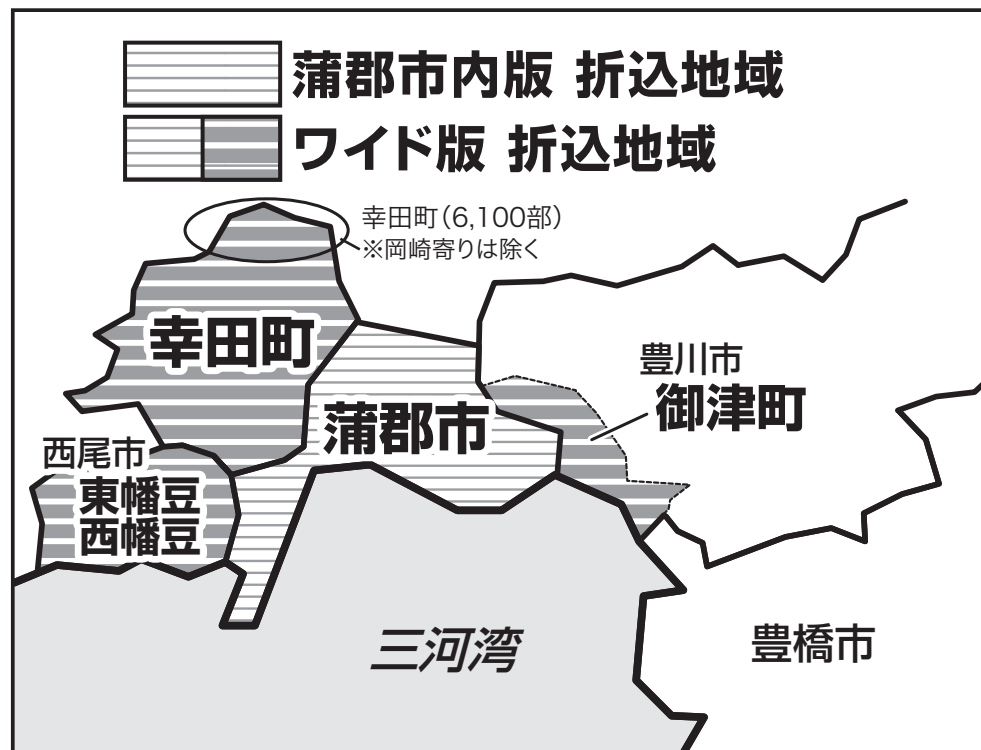 蒲郡市内版 折込地域
ワイド版 折込地域
幸田町(6,100部)
※岡崎寄りは除く
幸田町
豊川市
御津町
蒲郡市
西尾市
東幡豆
西幡豆
三河湾
豊橋市